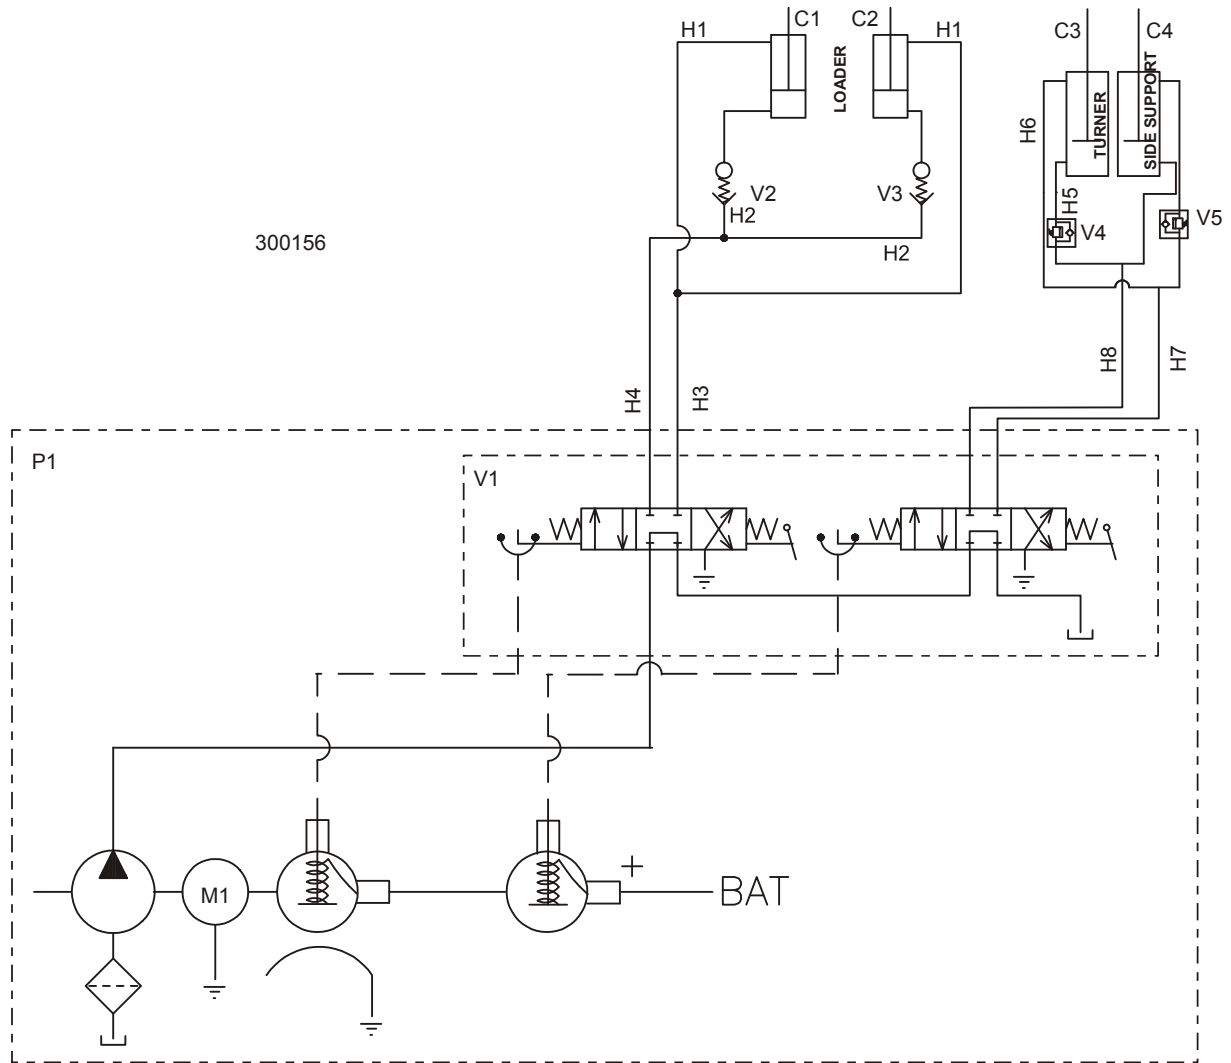 C1
C2
H1
H1
LOADER
C3
C4
TURNER
SIDE SUPPORT
H6
H5
V2
V3
H2
H2
V4
V5
300156
H4
H3
H8
H7
P1
V1
M1
+
BAT